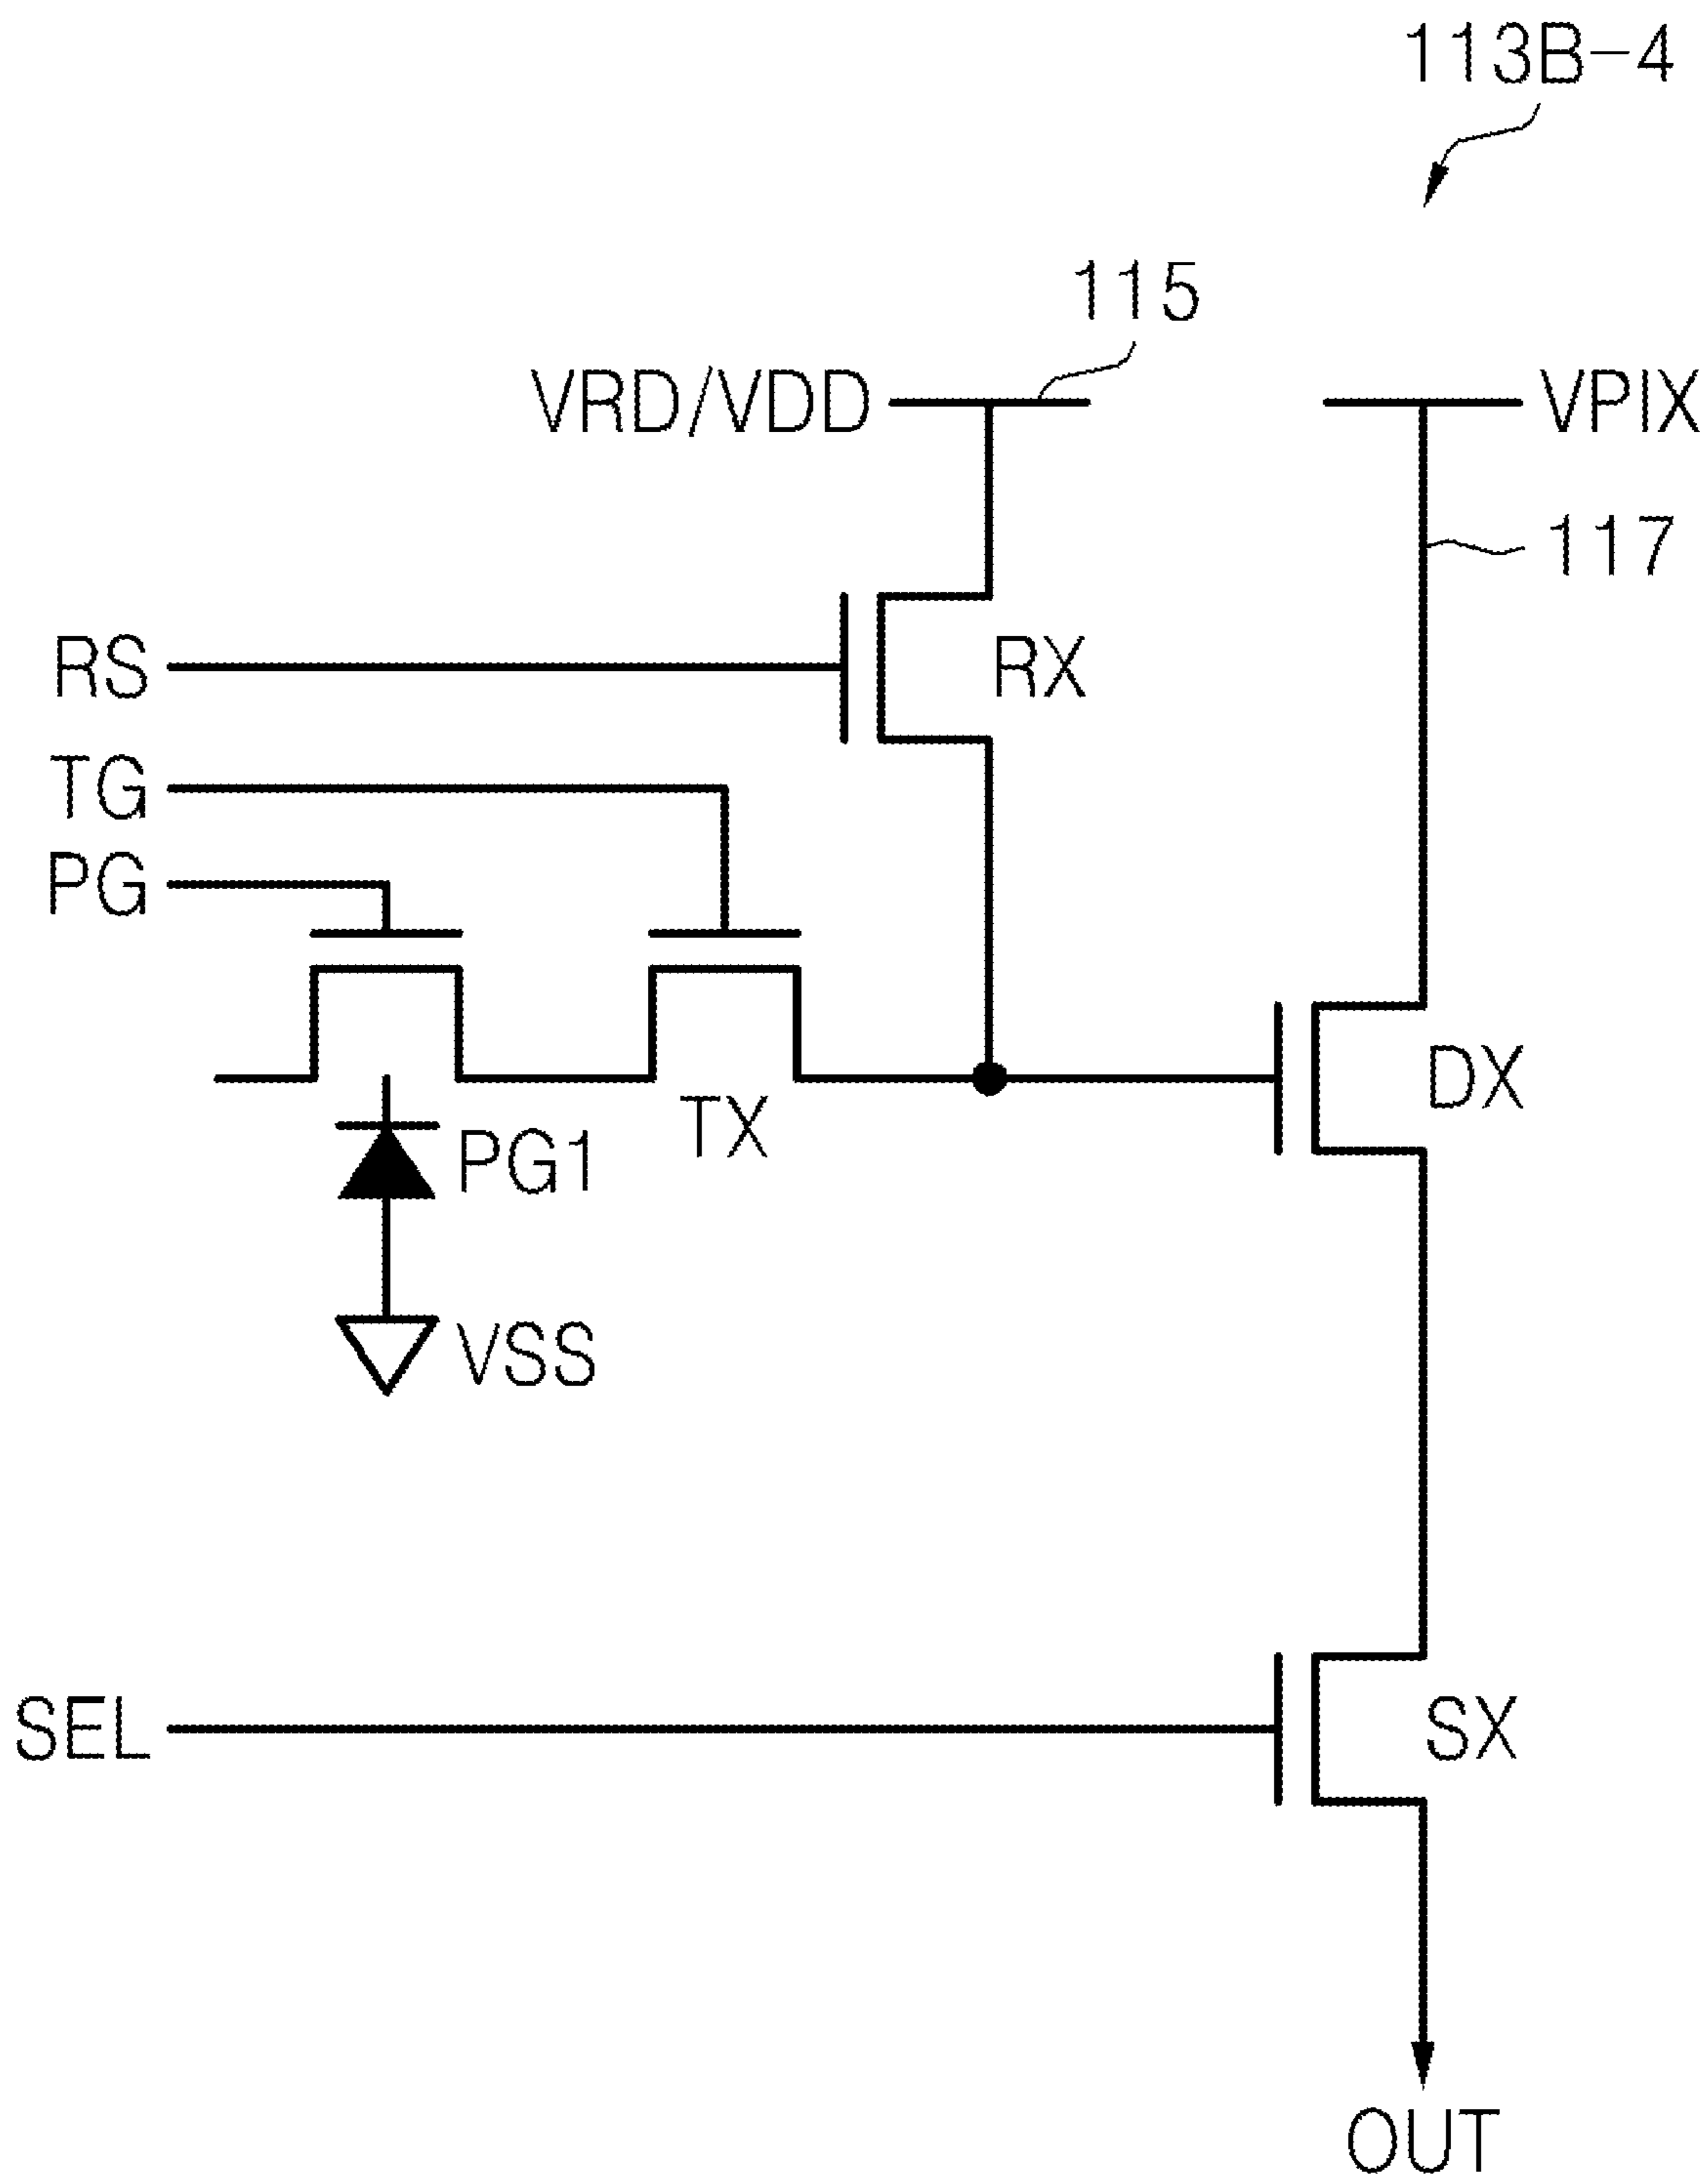 113B-4
115
VRD/VDD
VPIX
117
RS
RX
TG
PG
DX
TX
PG1
VSS
SEL
SX
OUT